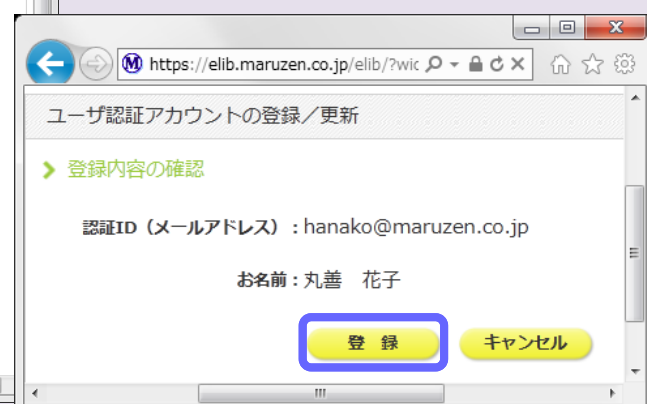 https://elib.maruzen.co.jp/elib/?wic
ユーザ認証アカウントの登録／更新
登録内容の確認
認証ID（メールアドレス）：hanako@maruzen.co.jp
お名前：丸善　花子
登 録
キャンセル